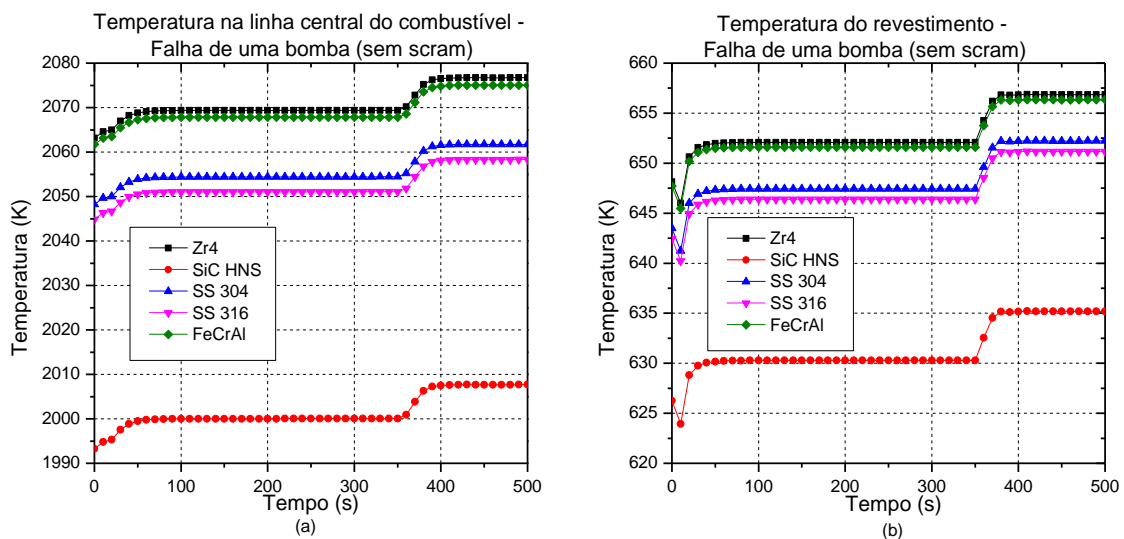 Temperatura na linha central do combustível -
Falha de uma bomba (sem scram)
2080
2070
2060
2050
2040
2030
2020
2010
2000
1990
Temperatura (K)
Zr4
SiC HNS
SS 304
SS 316
FeCrAl
0 100 200 300 400 500
Tempo (s)
(a)
Temperatura do revestimento -
Falha de uma bomba (sem scram)
660
655
650
645
640
635
630
625
620
Temperatura (K)
Zr4
SiC HNS
SS 304
SS 316
FeCrAl
0 100 200 300 400 500
Tempo (s)
(b)